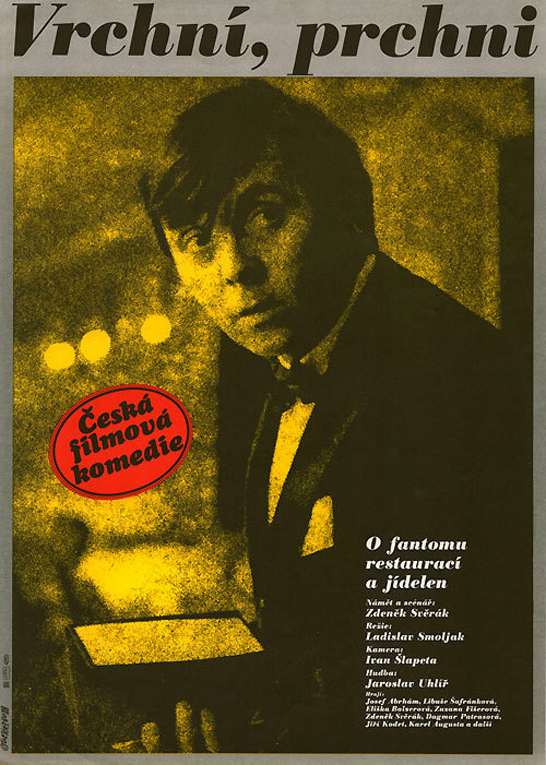 Vrchní, prchni
Česká
filmová
komedie
O fantomu
restaurací
a jídelen
Námět a scénář:
Zdeněk Svěrák
Režie:
Ladislav Smoljak
Kamera:
Ivan Šlapeta
Hudba:
Jaroslav Uhlíř
Hrají:
Josef Abrhám, Libuše Šafránková,
Eliška Balzerová, Zuzana Fišerová,
Zdeněk Svěrák, Dagmar Patrasová,
Jiří Kodet, Karel Augusta a další